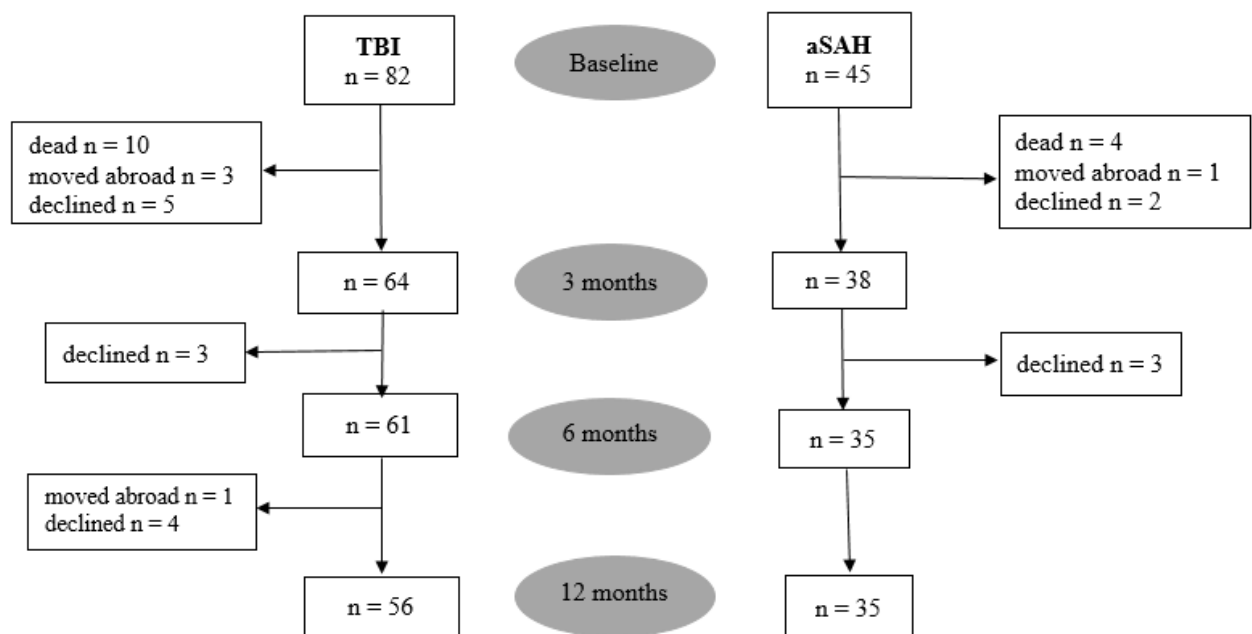 TBI
n = 82
Baseline
aSAH
n = 45
dead n = 10
moved abroad n = 3
declined n = 5
dead n = 4
moved abroad n = 1
declined n = 2
n = 64
3 months
n = 38
declined n = 3
declined n = 3
n = 61
6 months
n = 35
moved abroad n = 1
declined n = 4
n = 56
12 months
n = 35